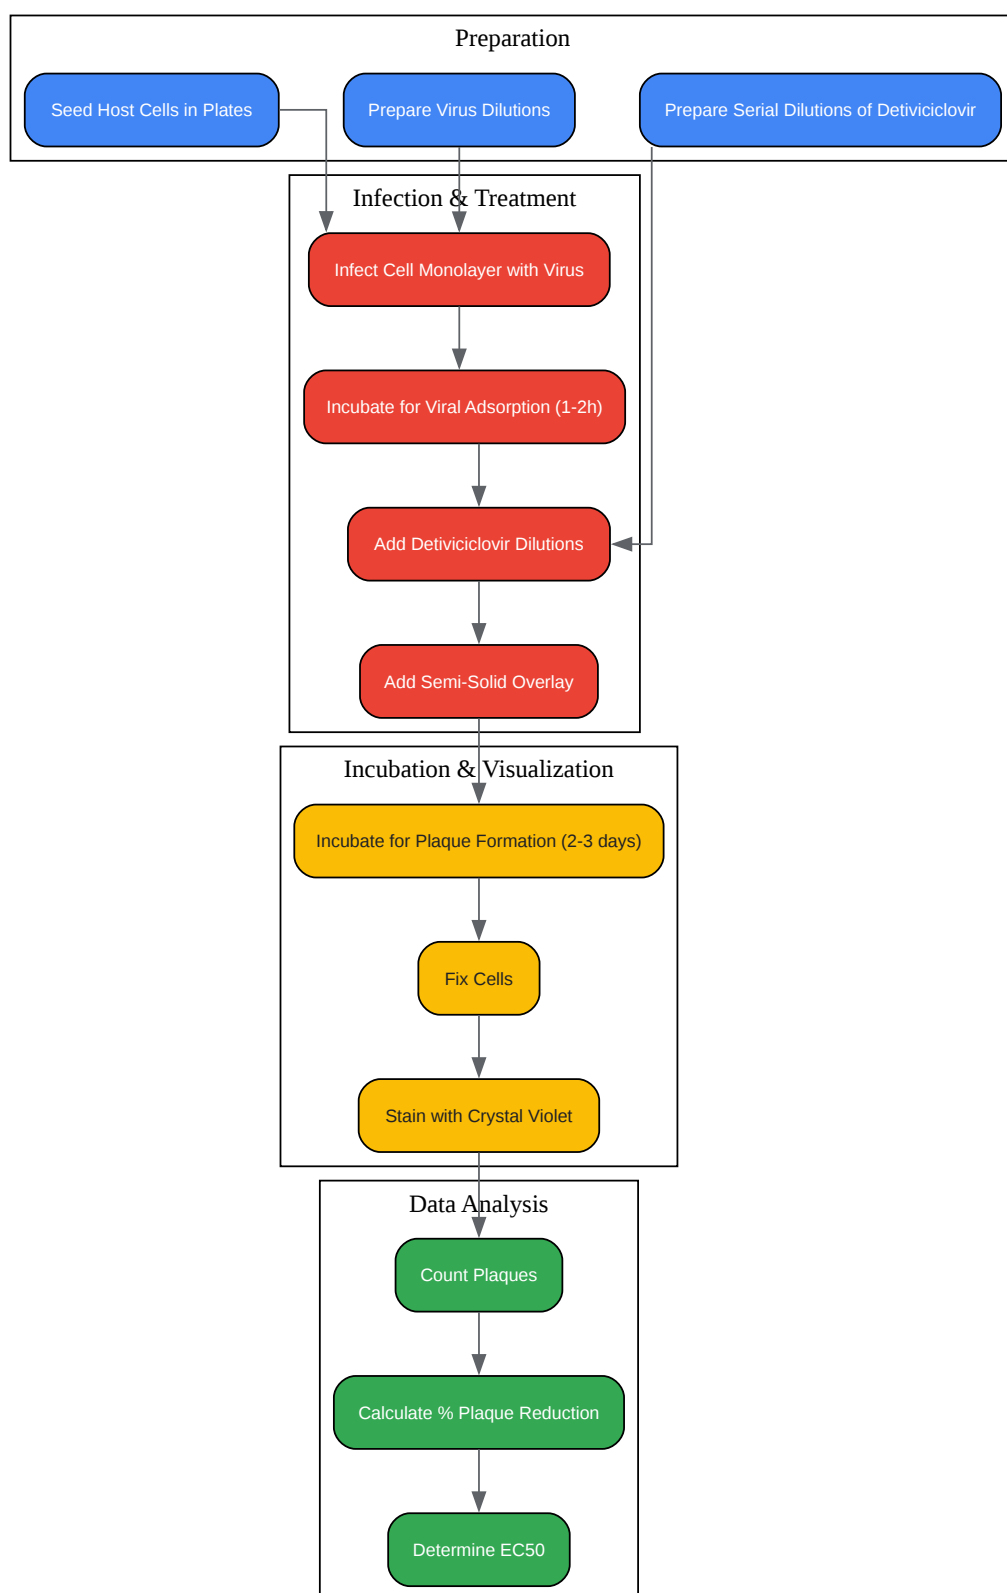 Preparation
Seed Host Cells in Plates
Prepare Virus Dilutions
Prepare Serial Dilutions of Detiviciclovir
Infection & Treatment
Infect Cell Monolayer with Virus
Incubate for Viral Adsorption (1-2h)
Add Detiviciclovir Dilutions
Add Semi-Solid Overlay
Incubation & Visualization
Incubate for Plaque Formation (2-3 days)
Fix Cells
Stain with Crystal Violet
Data Analysis
Count Plaques
Calculate % Plaque Reduction
Determine EC50